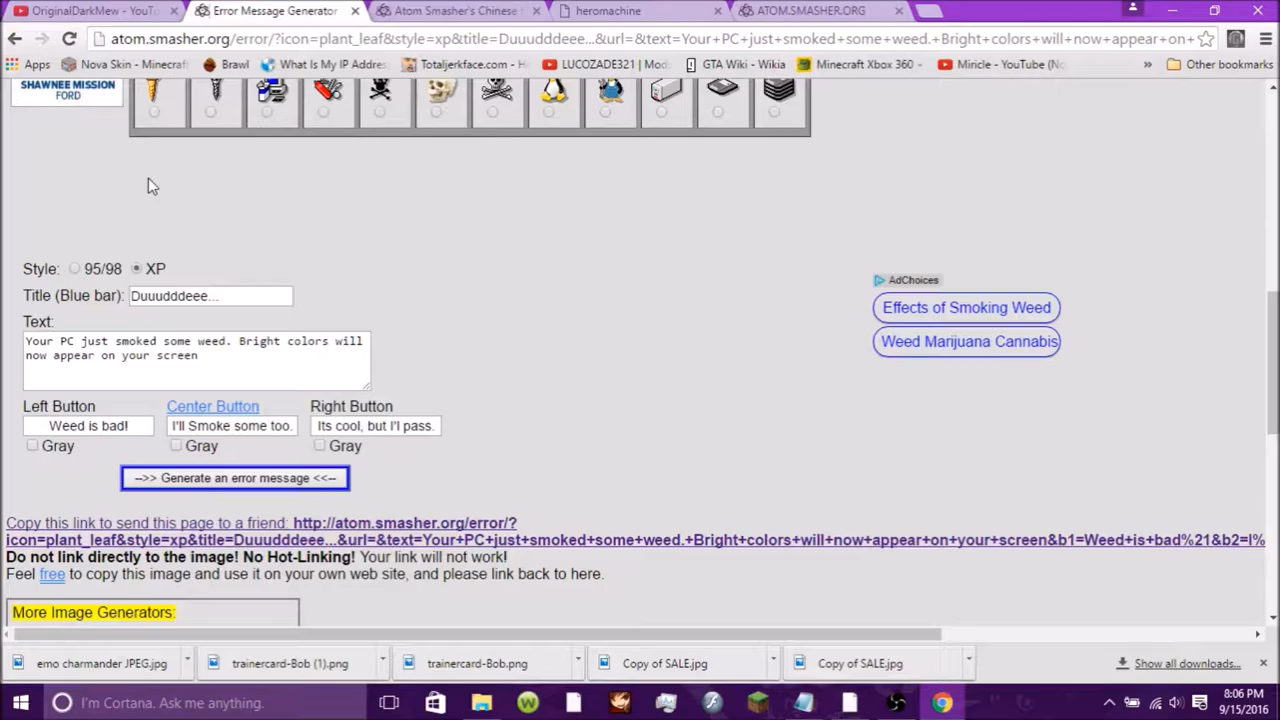 OriginalDarkMew - YouTu
Error Message Generator
Atom Smasher's Chinese
heromachine
ATOM.SMASHER.ORG
atom.smasher.org/error/?icon=plant_leaf&style=xp&title=Duuudddeee...&url=&text=Your+PC+just+smoked+some+weed.+Bright+colors+will+now+appear+on+
Apps
Nova Skin - Minecraft
Brawl
What Is My IP Addres
Totaljerkface.com - H
LUCOZADE321 | Mod
GTA Wiki - Wikia
Minecraft Xbox 360 -
Miricle - YouTube (No
»
Other bookmarks
SHAWNEE MISSION
FORD
Style: 95/98 XP
Title (Blue bar): Duuudddeee...
Text:
Your PC just smoked some weed. Bright colors will
now appear on your screen
Left Button Center Button Right Button
Weed is bad! I'll Smoke some too. Its cool, but I'l pass.
Gray Gray Gray
-->> Generate an error message <<--
AdChoices
Effects of Smoking Weed
Weed Marijuana Cannabis
Copy this link to send this page to a friend: http://atom.smasher.org/error/?
icon=plant_leaf&style=xp&title=Duuudddeee...&url=&text=Your+PC+just+smoked+some+weed.+Bright+colors+will+now+appear+on+your+screen&b1=Weed+is+bad%21&b2=I%
Do not link directly to the image! No Hot-Linking! Your link will not work!
Feel free to copy this image and use it on your own web site, and please link back to here.
More Image Generators:
emo charmander JPEG.jpg
trainercard-Bob (1).png
trainercard-Bob.png
Copy of SALE.jpg
Copy of SALE.jpg
Show all downloads...
I'm Cortana. Ask me anything.
8:06 PM
9/15/2016